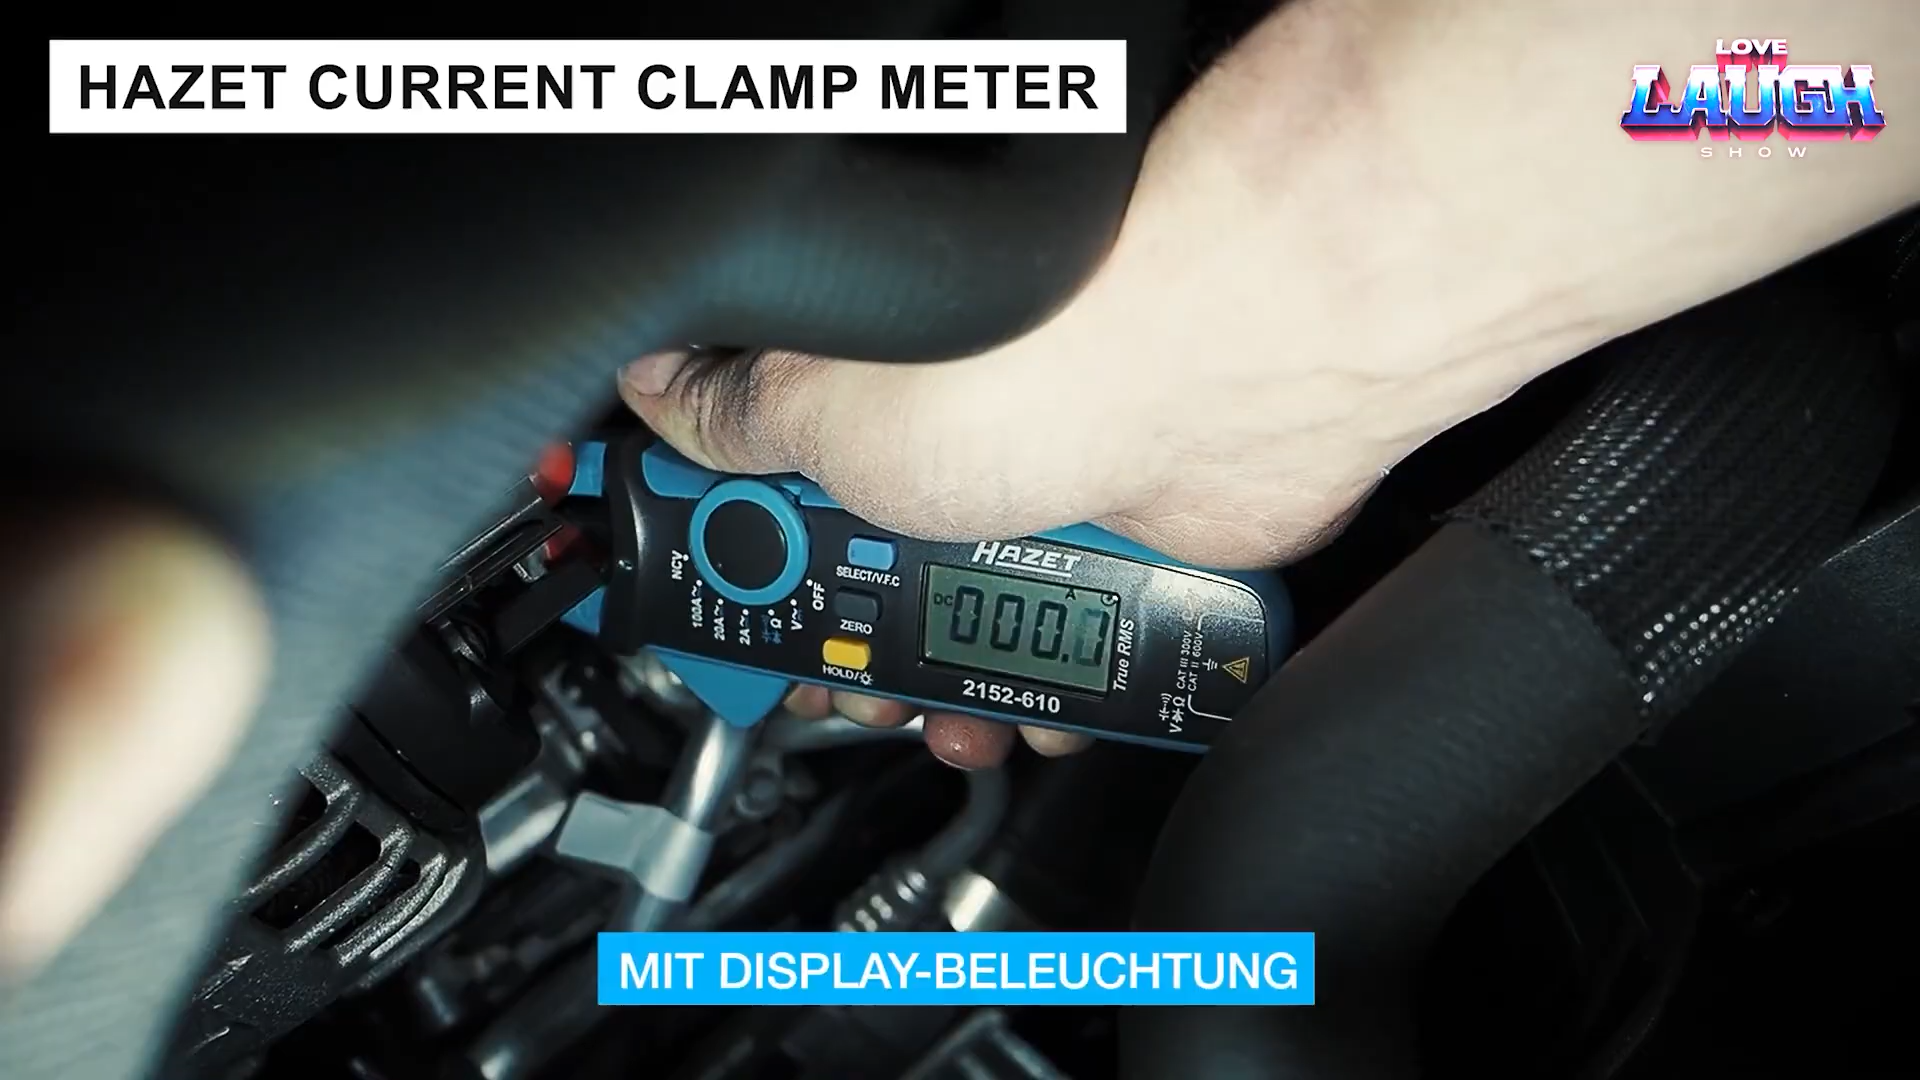 HAZET CURRENT CLAMP METER
LOVE
LAUGH
SHOW
NCV
100A
20A
2A
Ω
V
OFF
SELECT/V.F.C
ZERO
HOLD/
HAZET
DC
A
000.0
2152-610
True RMS
CAT III 300V
CAT II 600V
V Ω
MIT DISPLAY-BELEUCHTUNG